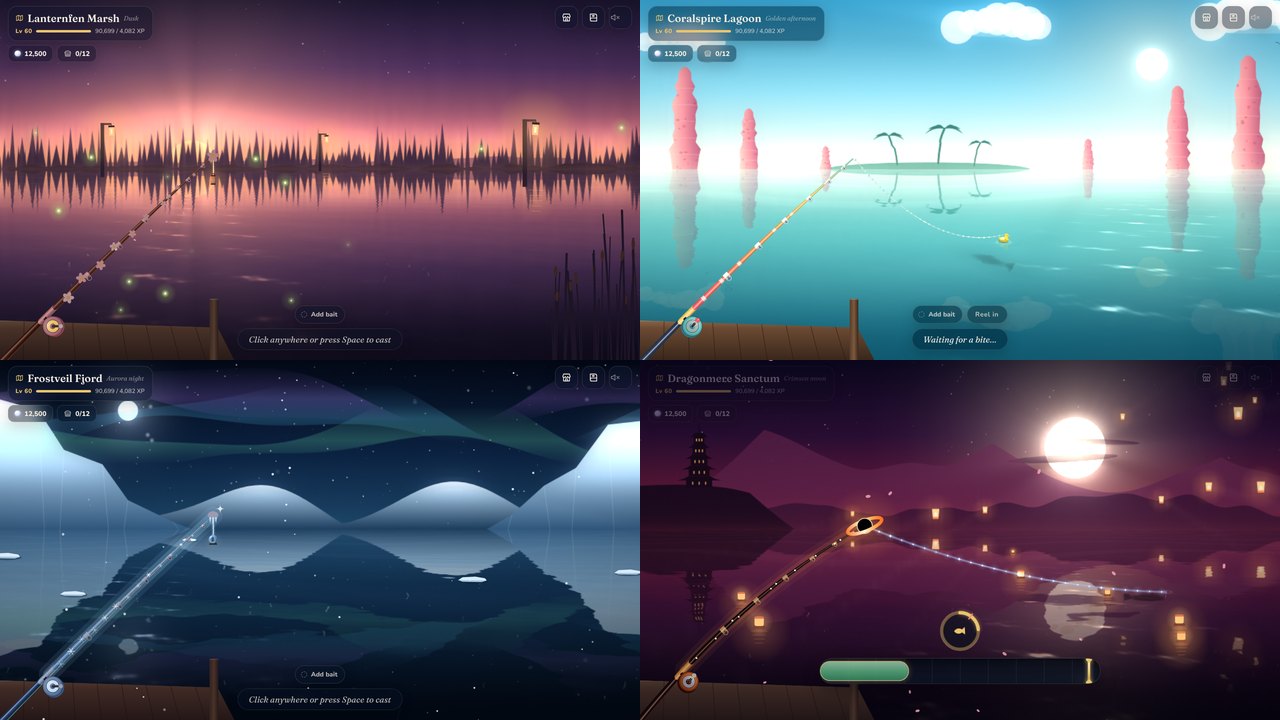 Lanternfen Marsh Dusk
Lv 60 90,699 / 4,082 XP
12,500 0/12
Add bait
Click anywhere or press Space to cast
Coralspire Lagoon Golden afternoon
Lv 60 90,699 / 4,082 XP
12,500 0/12
Add bait Reel in
Waiting for a bite...
Frostveil Fjord Aurora night
Lv 60 90,699 / 4,082 XP
12,500 0/12
Add bait
Click anywhere or press Space to cast
Dragonmere Sanctum Crimson moon
Lv 60 90,699 / 4,082 XP
12,500 0/12